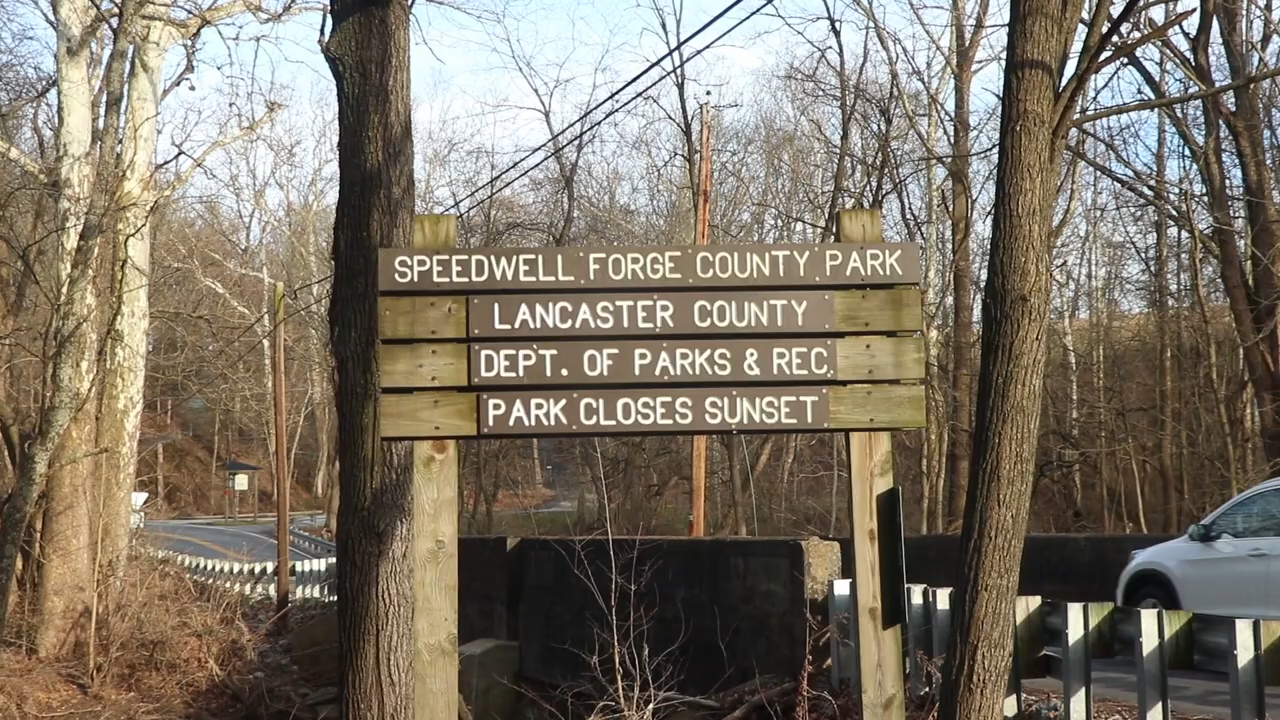 SPEEDWELL FORGE COUNTY PARK
LANCASTER COUNTY
DEPT. OF PARKS & REC.
PARK CLOSES SUNSET